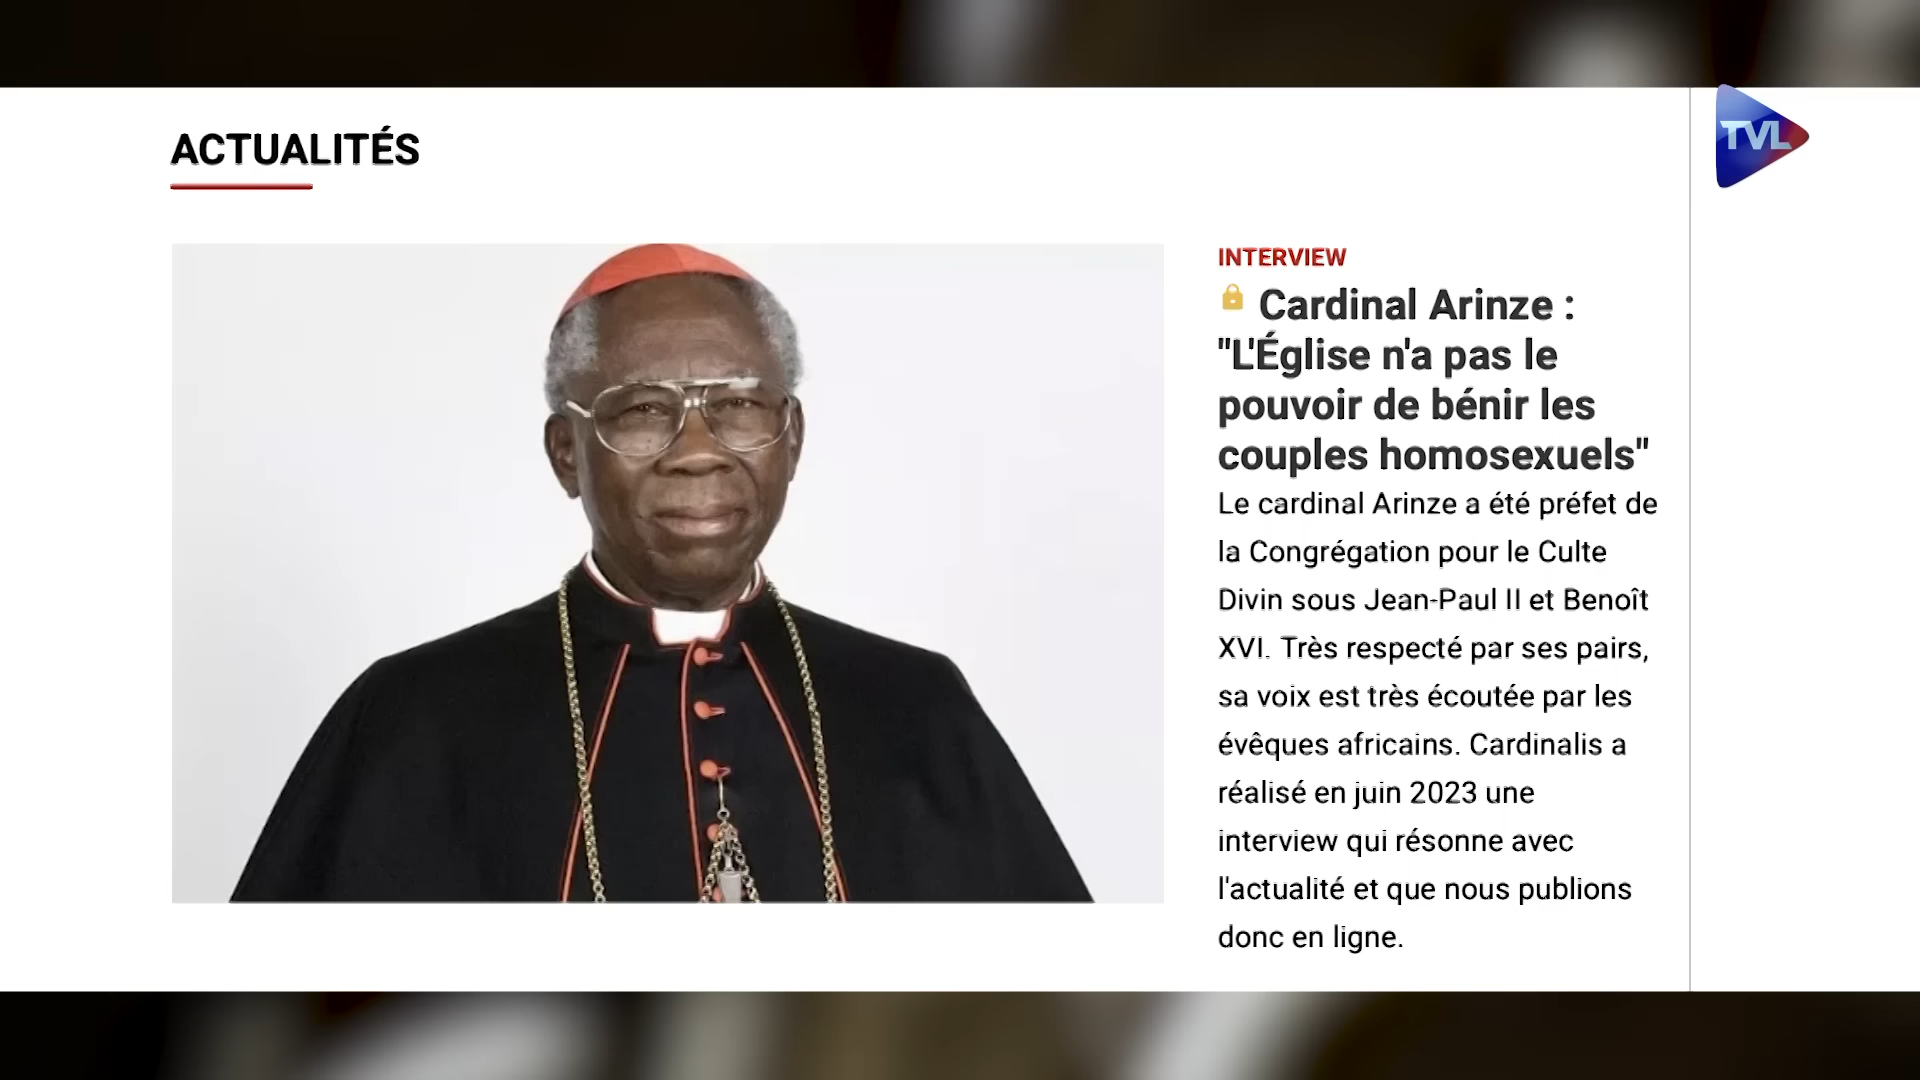 ACTUALITÉS
TVL
INTERVIEW
Cardinal Arinze :
"L'Église n'a pas le
pouvoir de bénir les
couples homosexuels"
Le cardinal Arinze a été préfet de
la Congrégation pour le Culte
Divin sous Jean-Paul II et Benoît
XVI. Très respecté par ses pairs,
sa voix est très écoutée par les
évêques africains. Cardinalis a
réalisé en juin 2023 une
interview qui résonne avec
l'actualité et que nous publions
donc en ligne.